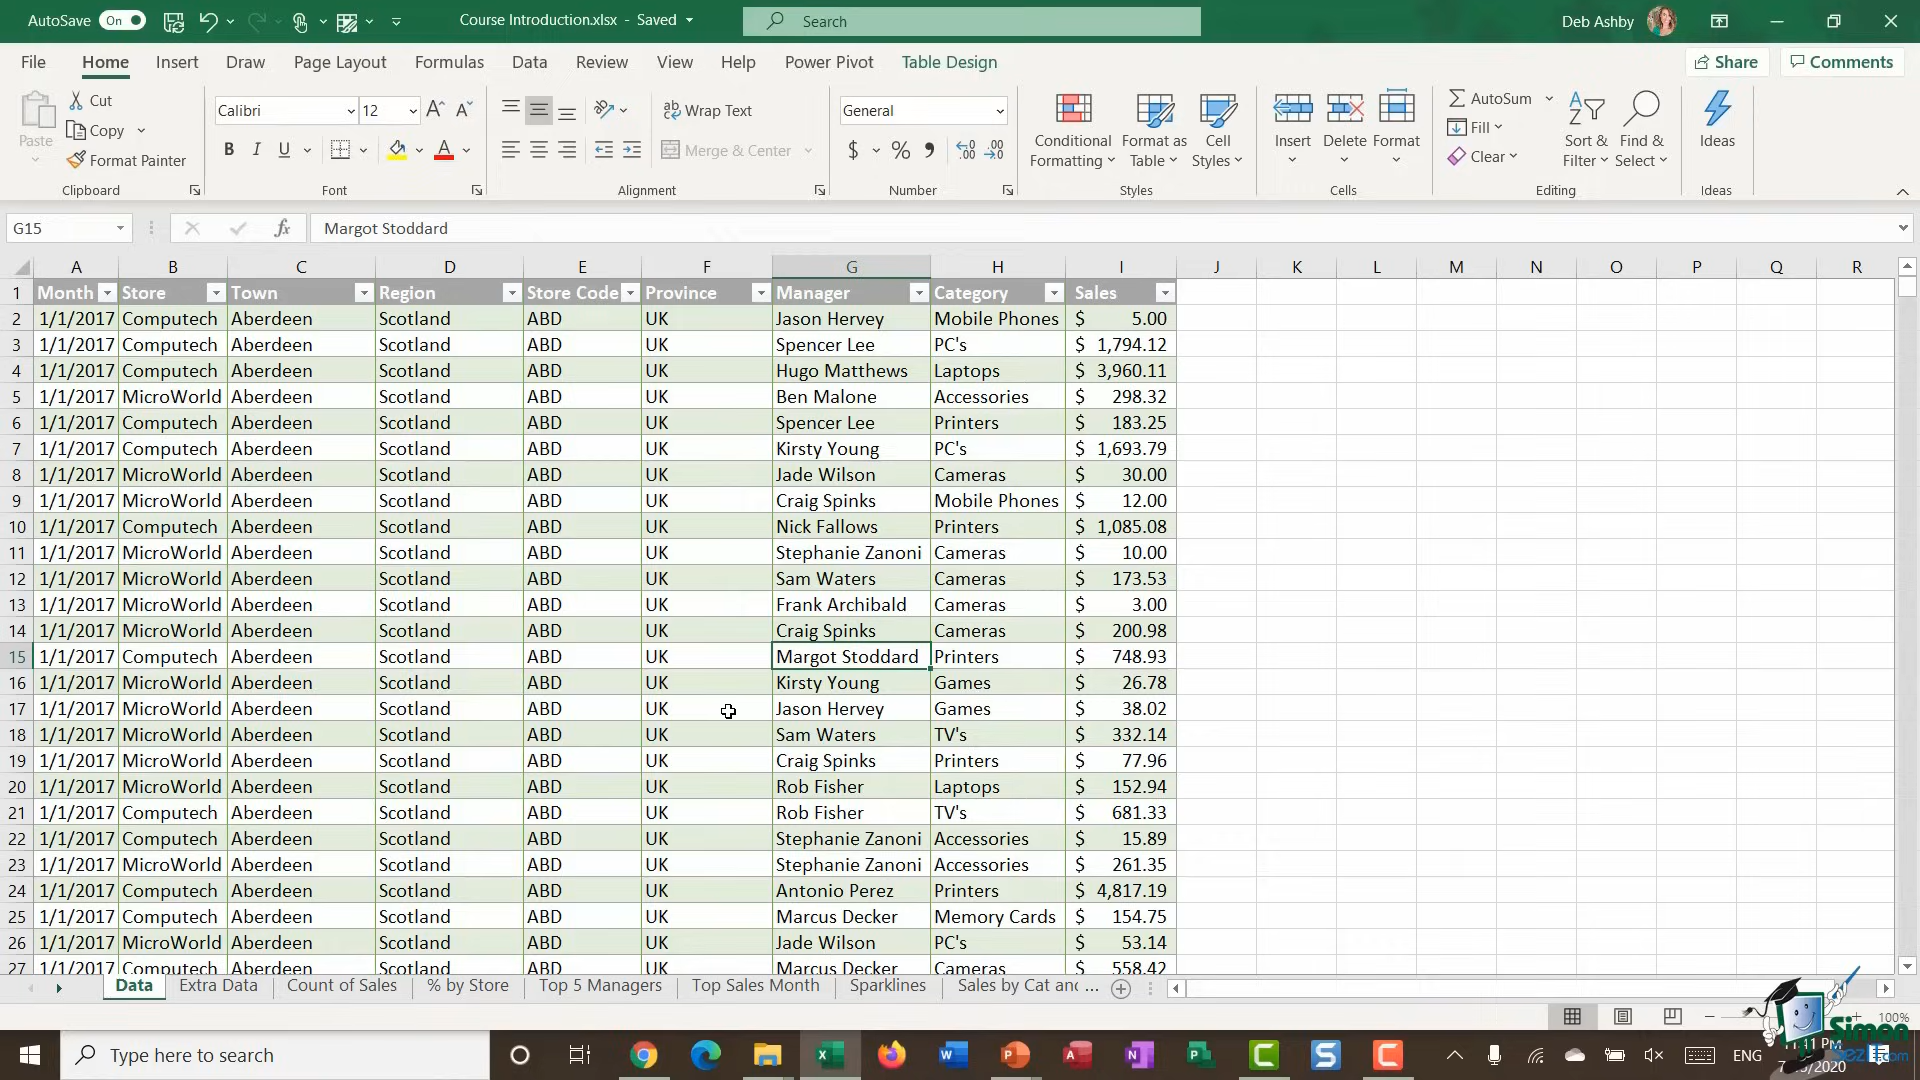 AutoSave On Course Introduction.xlsx - Saved Search Deb Ashby
File Home Insert Draw Page Layout Formulas Data Review View Help Power Pivot Table Design Share Comments
Paste Cut Copy Format Painter Clipboard
Calibri 12 B I U A Font
Wrap Text Merge & Center Alignment
General $ % Number
Conditional Formatting Format as Table Cell Styles Styles
Insert Delete Format Cells
AutoSum Fill Clear Sort & Filter Find & Select Editing
Ideas Ideas
G15 fx Margot Stoddard
A B C D E F G H I J K L M N O P Q R
1 Month Store Town Region Store Code Province Manager Category Sales
2 1/1/2017 Computech Aberdeen Scotland ABD UK Jason Hervey Mobile Phones $ 5.00
3 1/1/2017 Computech Aberdeen Scotland ABD UK Spencer Lee PC's $ 1,794.12
4 1/1/2017 Computech Aberdeen Scotland ABD UK Hugo Matthews Laptops $ 3,960.11
5 1/1/2017 MicroWorld Aberdeen Scotland ABD UK Ben Malone Accessories $ 298.32
6 1/1/2017 Computech Aberdeen Scotland ABD UK Spencer Lee Printers $ 183.25
7 1/1/2017 Computech Aberdeen Scotland ABD UK Kirsty Young PC's $ 1,693.79
8 1/1/2017 MicroWorld Aberdeen Scotland ABD UK Jade Wilson Cameras $ 30.00
9 1/1/2017 MicroWorld Aberdeen Scotland ABD UK Craig Spinks Mobile Phones $ 12.00
10 1/1/2017 Computech Aberdeen Scotland ABD UK Nick Fallows Printers $ 1,085.08
11 1/1/2017 MicroWorld Aberdeen Scotland ABD UK Stephanie Zanoni Cameras $ 10.00
12 1/1/2017 MicroWorld Aberdeen Scotland ABD UK Sam Waters Cameras $ 173.53
13 1/1/2017 MicroWorld Aberdeen Scotland ABD UK Frank Archibald Cameras $ 3.00
14 1/1/2017 MicroWorld Aberdeen Scotland ABD UK Craig Spinks Cameras $ 200.98
15 1/1/2017 Computech Aberdeen Scotland ABD UK Margot Stoddard Printers $ 748.93
16 1/1/2017 MicroWorld Aberdeen Scotland ABD UK Kirsty Young Games $ 26.78
17 1/1/2017 MicroWorld Aberdeen Scotland ABD UK Jason Hervey Games $ 38.02
18 1/1/2017 MicroWorld Aberdeen Scotland ABD UK Sam Waters TV's $ 332.14
19 1/1/2017 MicroWorld Aberdeen Scotland ABD UK Craig Spinks Printers $ 77.96
20 1/1/2017 MicroWorld Aberdeen Scotland ABD UK Rob Fisher Laptops $ 152.94
21 1/1/2017 Computech Aberdeen Scotland ABD UK Rob Fisher TV's $ 681.33
22 1/1/2017 Computech Aberdeen Scotland ABD UK Stephanie Zanoni Accessories $ 15.89
23 1/1/2017 MicroWorld Aberdeen Scotland ABD UK Stephanie Zanoni Accessories $ 261.35
24 1/1/2017 Computech Aberdeen Scotland ABD UK Antonio Perez Printers $ 4,817.19
25 1/1/2017 Computech Aberdeen Scotland ABD UK Marcus Decker Memory Cards $ 154.75
26 1/1/2017 MicroWorld Aberdeen Scotland ABD UK Jade Wilson PC's $ 53.14
27 1/1/2017 Computech Aberdeen Scotland ABD UK Marcus Decker Cameras $ 558.42
Data Extra Data Count of Sales % by Store Top 5 Managers Top Sales Month Sparklines Sales by Cat and ...
100%
Type here to search ENG
Simon SezIT.com